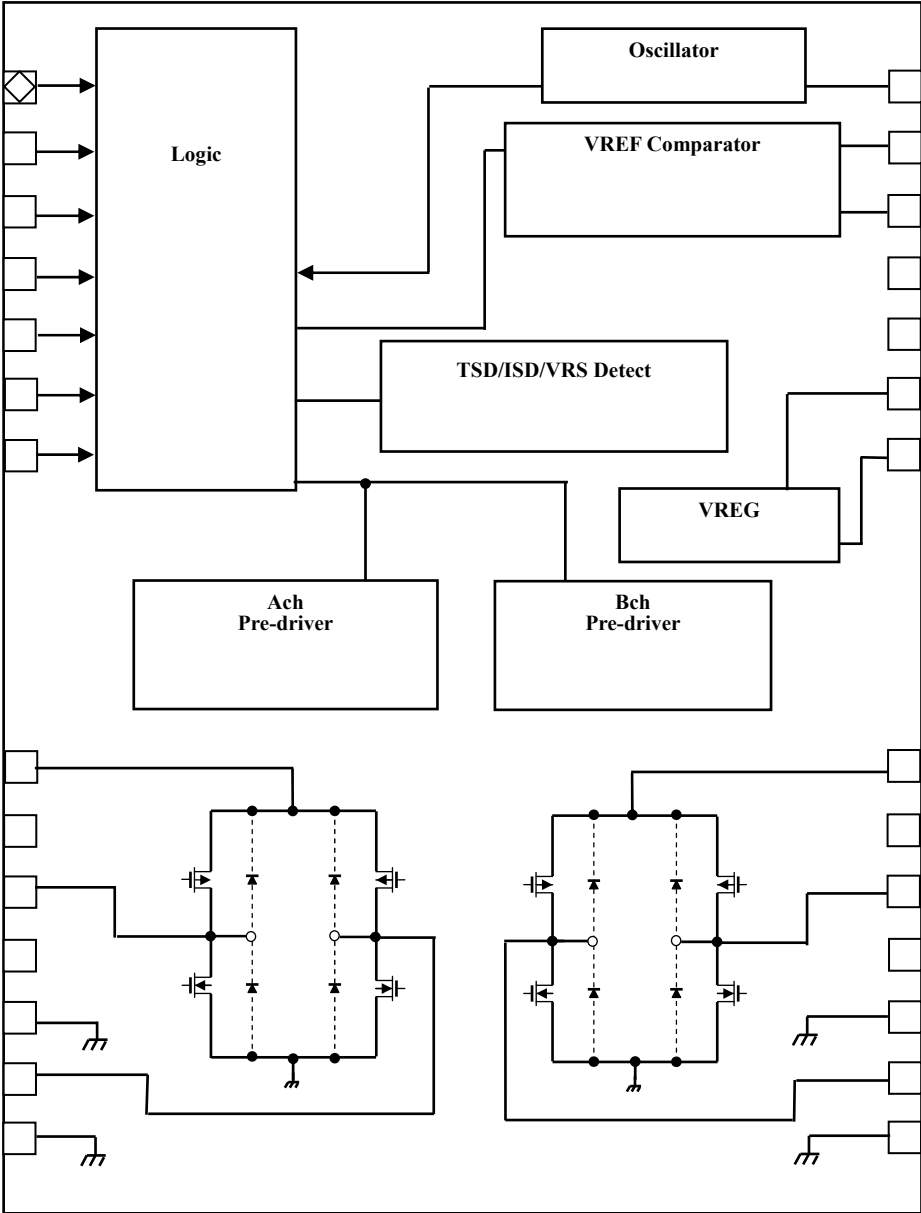 Oscillator
VREF Comparator
Logic
TSD/ISD/VRS Detect
VREG
Ach
Pre-driver
Bch
Pre-driver